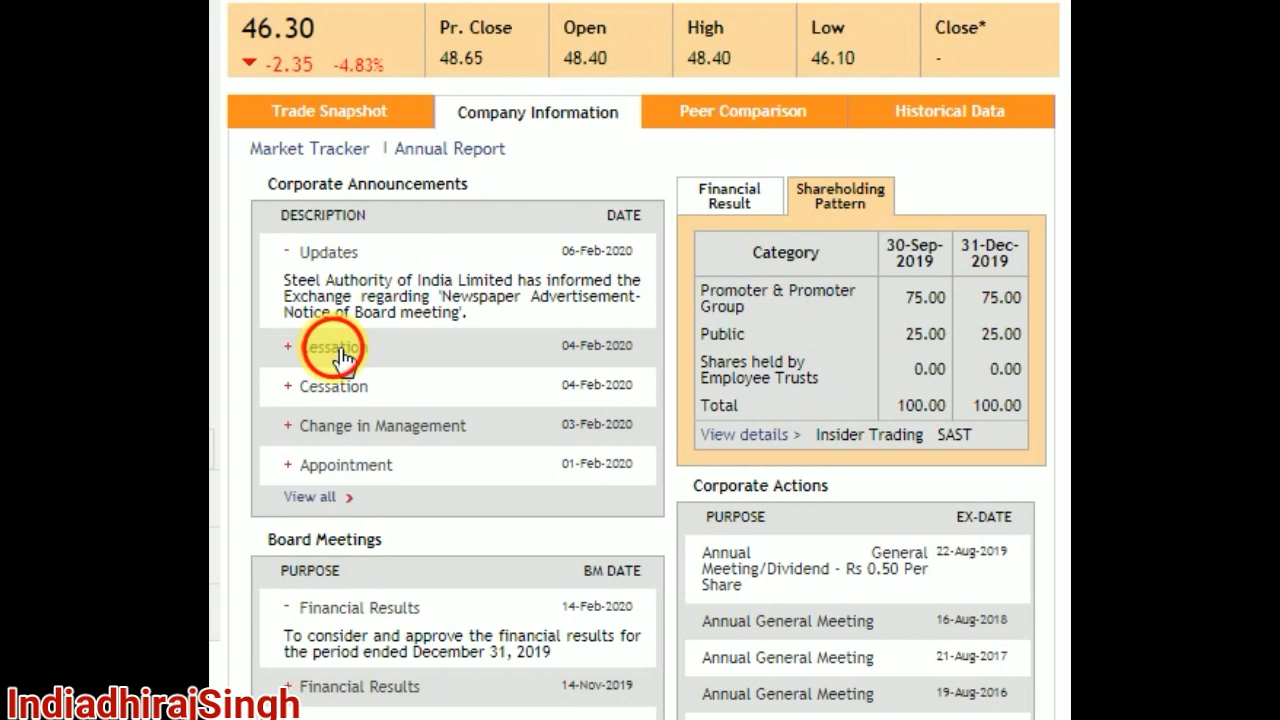 46.30
-2.35 -4.83%
Pr. Close
48.65
Open
48.40
High
48.40
Low
46.10
Close*
-
Trade Snapshot
Company Information
Peer Comparison
Historical Data
Market Tracker | Annual Report
Corporate Announcements
DESCRIPTION DATE
- Updates 06-Feb-2020
Steel Authority of India Limited has informed the
Exchange regarding 'Newspaper Advertisement-
Notice of Board meeting'.
+ Cessation 04-Feb-2020
+ Cessation 04-Feb-2020
+ Change in Management 03-Feb-2020
+ Appointment 01-Feb-2020
View all >
Board Meetings
PURPOSE BM DATE
- Financial Results 14-Feb-2020
To consider and approve the financial results for
the period ended December 31, 2019
+ Financial Results 14-Nov-2019
Financial
Result
Shareholding
Pattern
Category 30-Sep-
2019 31-Dec-
2019
Promoter & Promoter
Group 75.00 75.00
Public 25.00 25.00
Shares held by
Employee Trusts 0.00 0.00
Total 100.00 100.00
View details > Insider Trading SAST
Corporate Actions
PURPOSE EX-DATE
Annual General 22-Aug-2019
Meeting/Dividend - Rs 0.50 Per
Share
Annual General Meeting 16-Aug-2018
Annual General Meeting 21-Aug-2017
Annual General Meeting 19-Aug-2016
IndiadhirajSingh